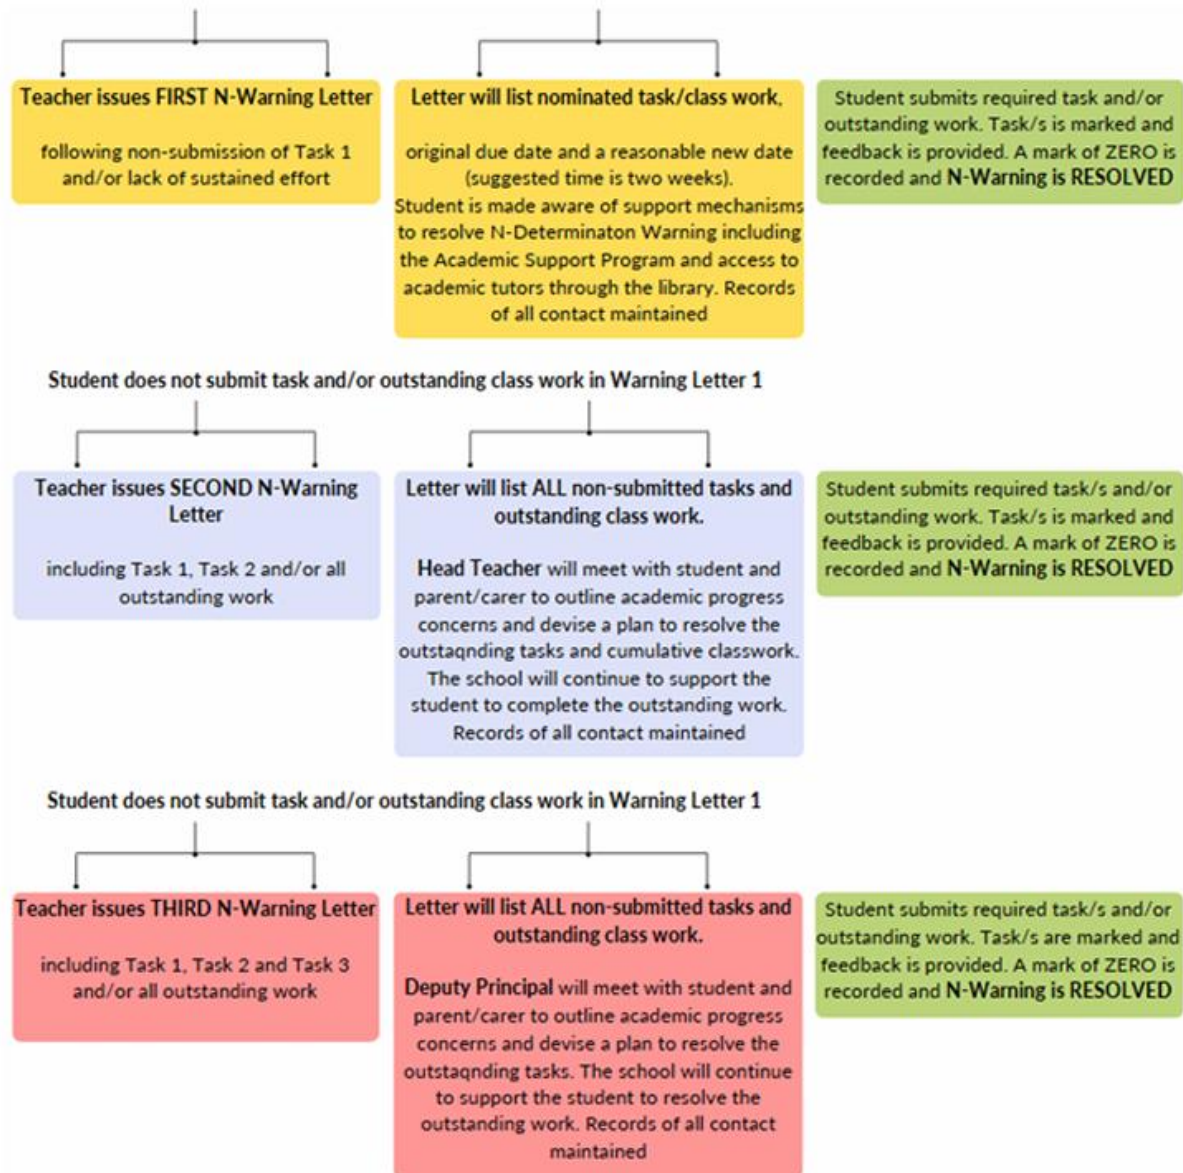 Teacher issues FIRST N-Warning Letter
following non-submission of Task 1
and/or lack of sustained effort
Letter will list nominated task/class work,
original due date and a reasonable new date
(suggested time is two weeks).
Student is made aware of support mechanisms
to resolve N-Determinaton Warning including
the Academic Support Program and access to
academic tutors through the library. Records
of all contact maintained
Student submits required task and/or
outstanding work. Task/s is marked and
feedback is provided. A mark of ZERO is
recorded and N-Warning is RESOLVED
Student does not submit task and/or outstanding class work in Warning Letter 1
Teacher issues SECOND N-Warning
Letter
including Task 1, Task 2 and/or all
outstanding work
Letter will list ALL non-submitted tasks and
outstanding class work.
Head Teacher will meet with student and
parent/carer to outline academic progress
concerns and devise a plan to resolve the
outstaqnding tasks and cumulative classwork.
The school will continue to support the
student to complete the outstanding work.
Records of all contact maintained
Student submits required task/s and/or
outstanding work. Task/s is marked and
feedback is provided. A mark of ZERO is
recorded and N-Warning is RESOLVED
Student does not submit task and/or outstanding class work in Warning Letter 1
Teacher issues THIRD N-Warning Letter
including Task 1, Task 2 and Task 3
and/or all outstanding work
Letter will list ALL non-submitted tasks and
outstanding class work.
Deputy Principal will meet with student and
parent/carer to outline academic progress
concerns and devise a plan to resolve the
outstaqnding tasks. The school will continue
to support the student to resolve the
outstanding work. Records of all contact
maintained
Student submits required task/s and/or
outstanding work. Task/s are marked and
feedback is provided. A mark of ZERO is
recorded and N-Warning is RESOLVED